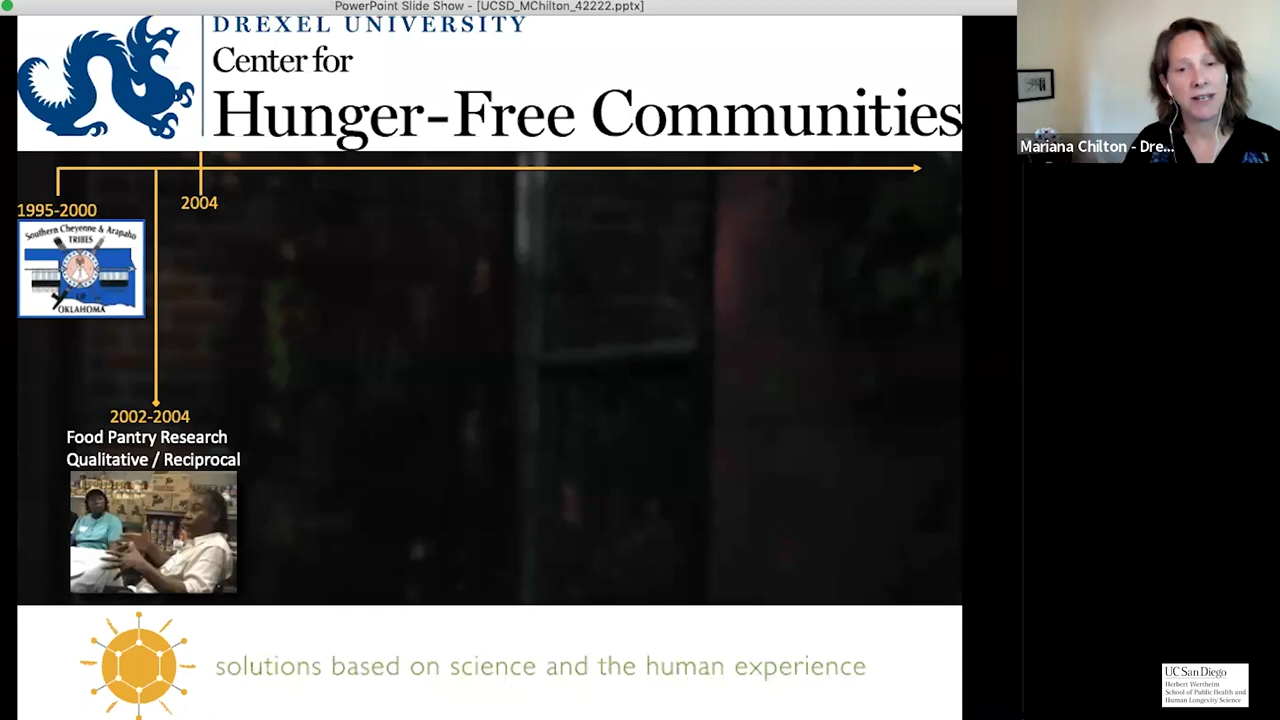 PowerPoint Slide Show - [UCSD_MChilton_42222.pptx]
DREXEL UNIVERSITY
Center for
Hunger-Free Communities
Mariana Chilton - Dre...
1995-2000
2004
Southern Cheyenne & Arapaho
TRIBES
OKLAHOMA
2002-2004
Food Pantry Research
Qualitative / Reciprocal
solutions based on science and the human experience
UC San Diego
Herbert Wertheim
School of Public Health and
Human Longevity Science